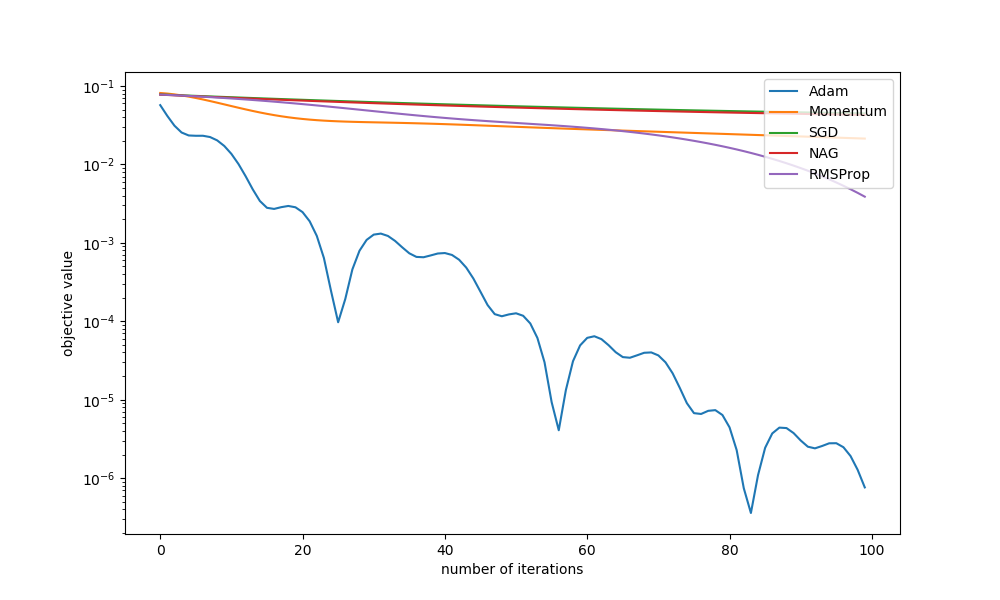 10⁻¹
10⁻²
10⁻³
10⁻⁴
10⁻⁵
10⁻⁶
objective value
0 20 40 60 80 100
number of iterations
Adam
Momentum
SGD
NAG
RMSProp